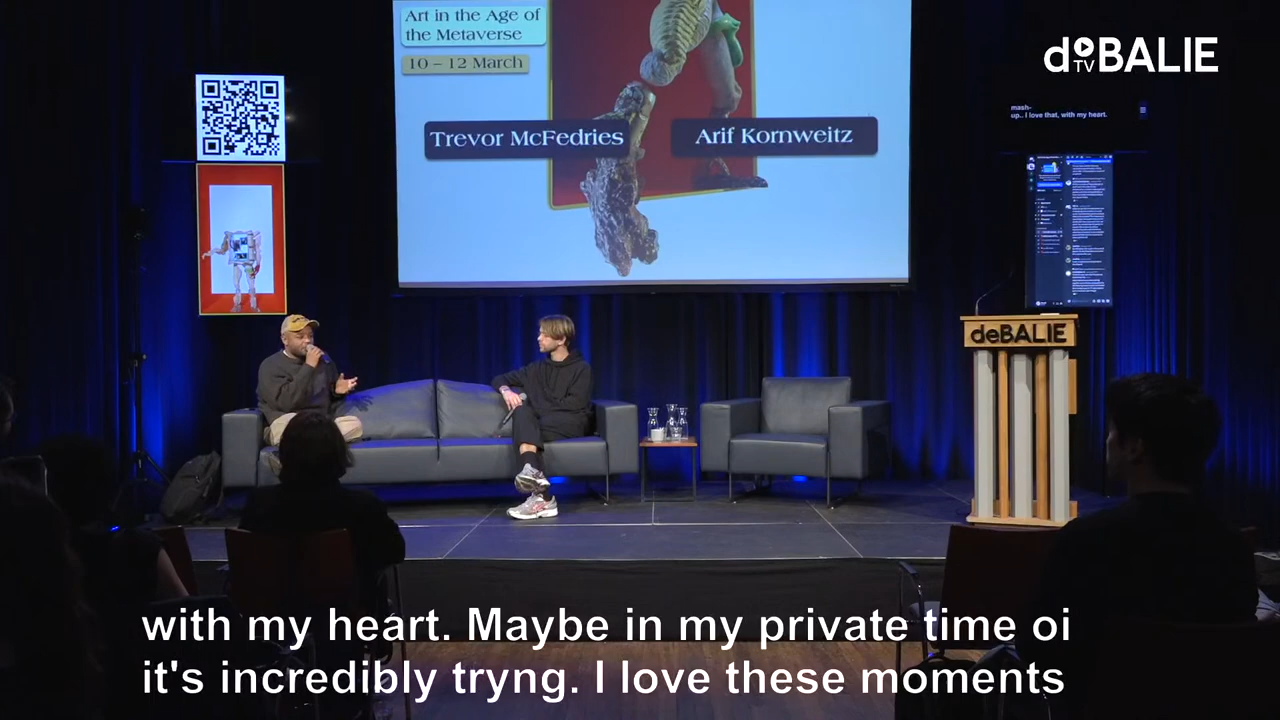 Art in the Age of
the Metaverse
10 – 12 March
Trevor McFedries
Arif Kornweitz
deBALIE
TV
mash-
up.. I love that, with my heart.
deBALIE
with my heart. Maybe in my private time oi
it's incredibly tryng. I love these moments